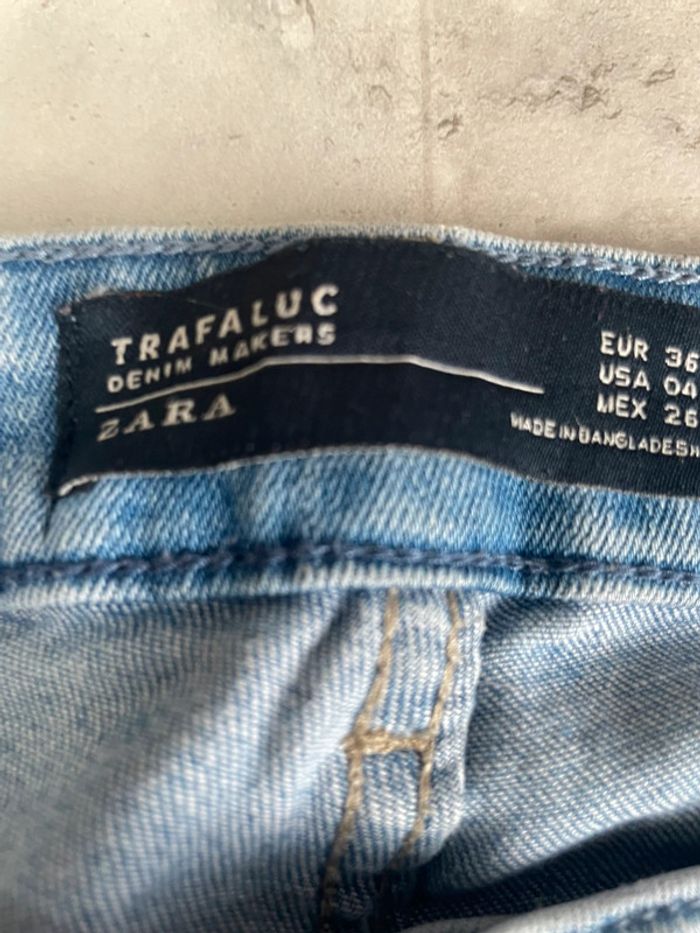 TRAFALUC
DENIM MAKERS
ZARA
EUR 36
USA 04
MEX 26
MADE IN BANGLADESH